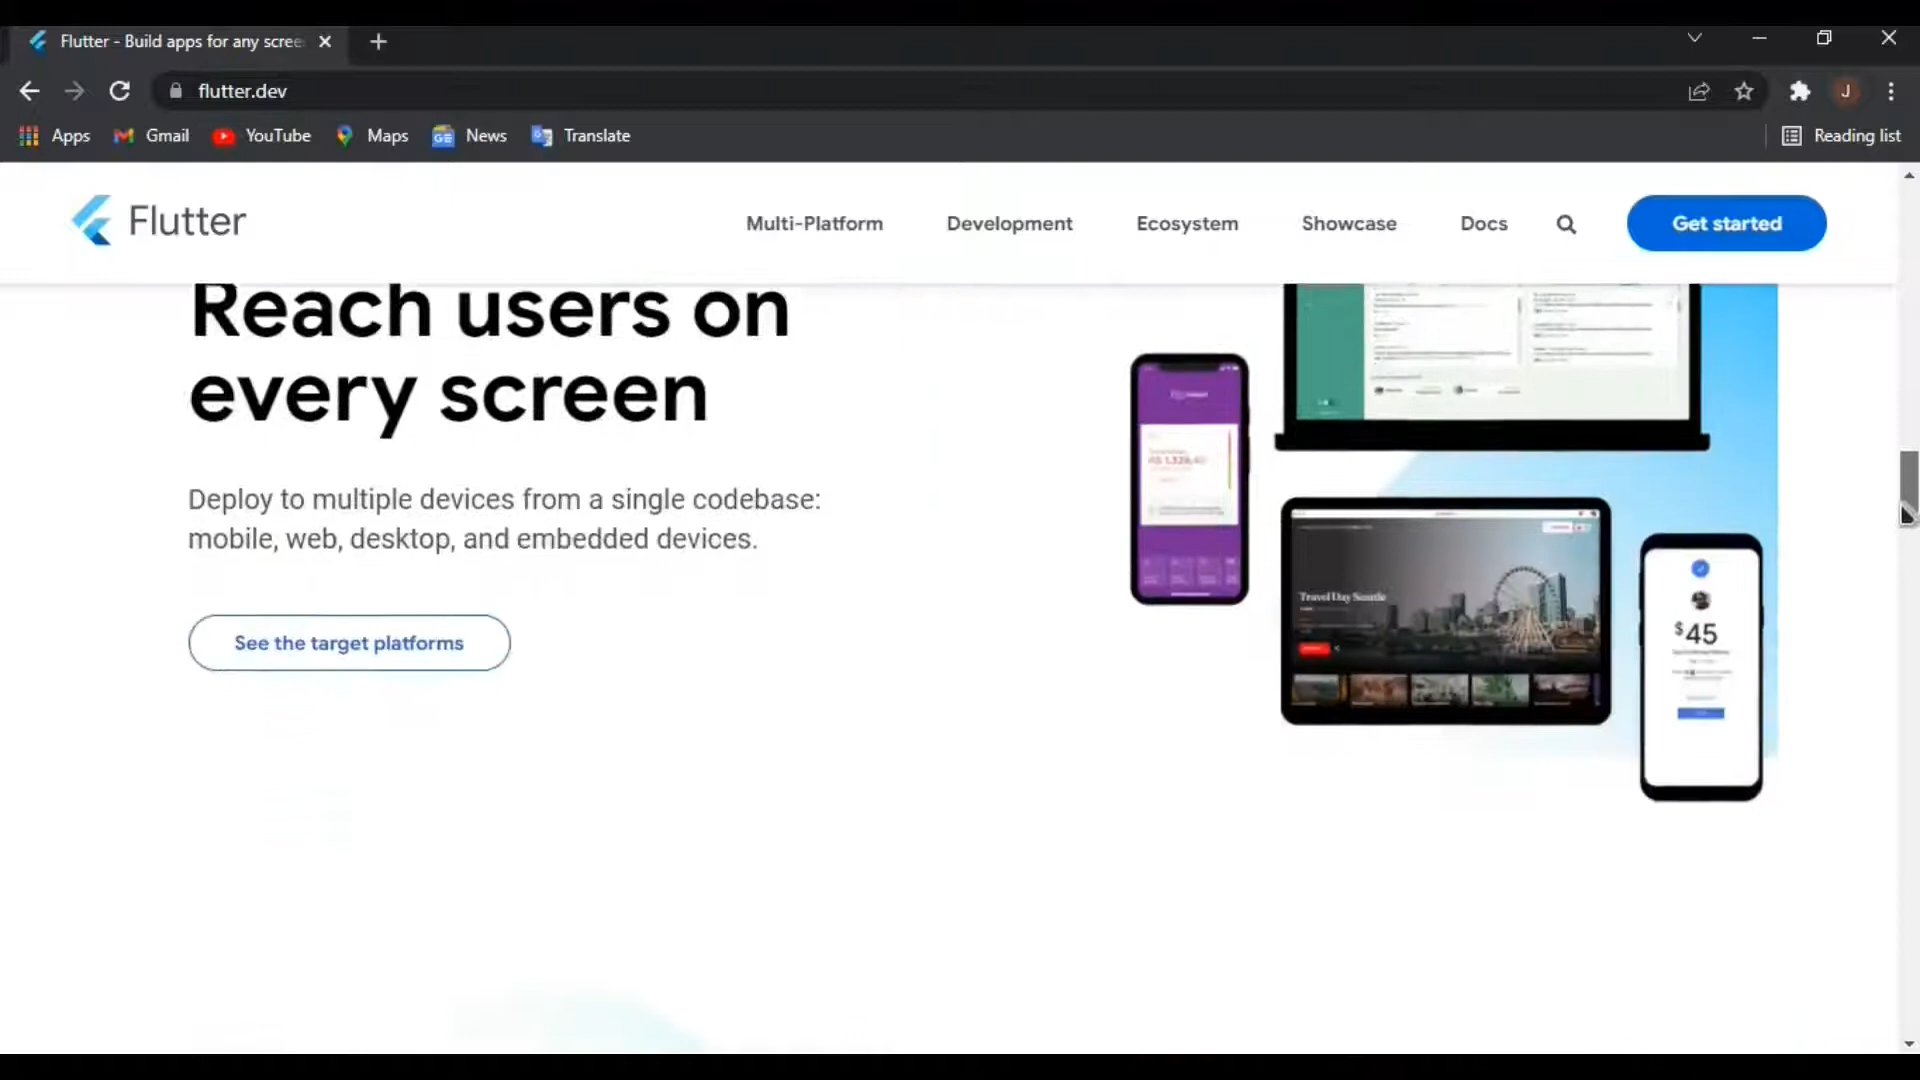 Flutter - Build apps for any scree
flutter.dev
J
Apps
Gmail
YouTube
Maps
News
Translate
Reading list
Flutter
Multi-Platform
Development
Ecosystem
Showcase
Docs
Get started
Reach users on
every screen
Deploy to multiple devices from a single codebase:
mobile, web, desktop, and embedded devices.
See the target platforms
Travel Day Seattle
$45